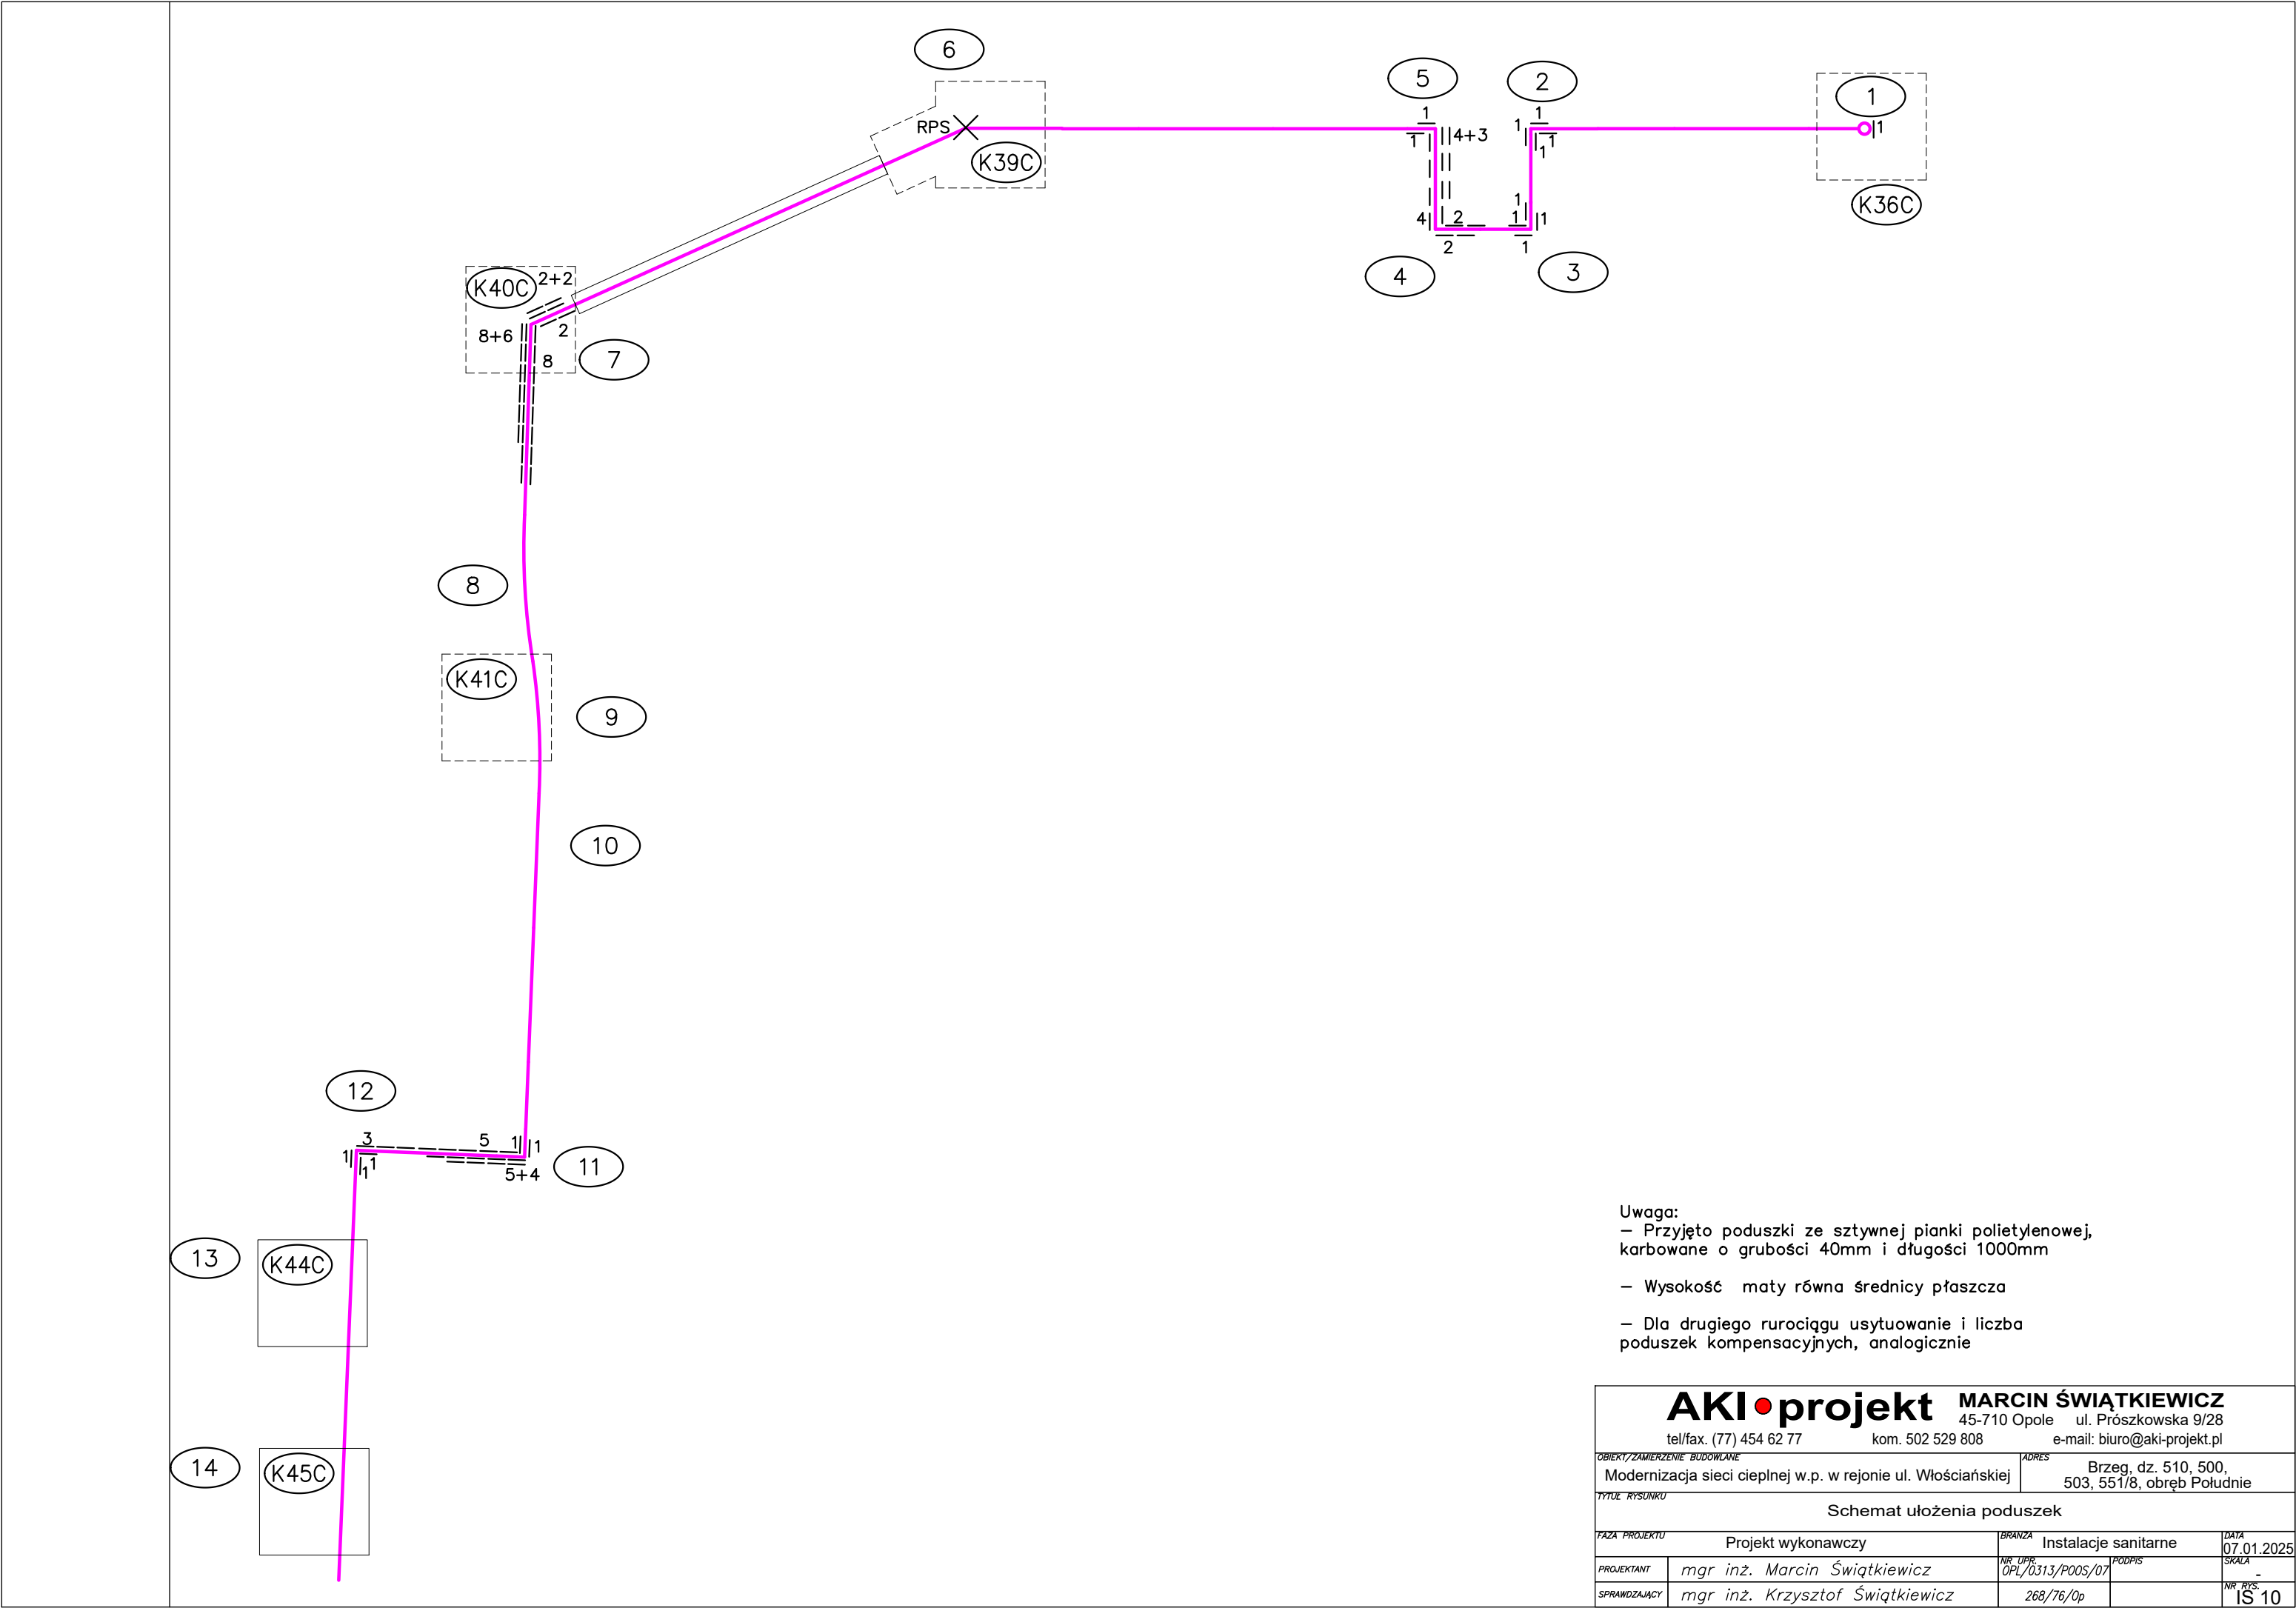 6
5
2
1
RPS
K39C
1
1
4+3
1
1
1
1
1
K36C
4
2
2
1
1
1
1
4
3
K40C
2+2
8+6
2
8
7
8
K41C
9
10
12
3
5
1
1
1
1
1
5+4
11
13
K44C
14
K45C
Uwaga:
– Przyjęto poduszki ze sztywnej pianki polietylenowej,
karbowane o grubości 40mm i długości 1000mm
– Wysokość maty równa średnicy płaszcza
– Dla drugiego rurociągu usytuowanie i liczba
poduszek kompensacyjnych, analogicznie
AKI projekt MARCIN ŚWIĄTKIEWICZ
45-710 Opole ul. Prószkowska 9/28
tel/fax. (77) 454 62 77 kom. 502 529 808 e-mail: biuro@aki-projekt.pl
OBIEKT/ZAMIERZENIE BUDOWLANE
Modernizacja sieci cieplnej w.p. w rejonie ul. Włościańskiej
ADRES
Brzeg, dz. 510, 500,
503, 551/8, obręb Południe
TYTUŁ RYSUNKU
Schemat ułożenia poduszek
FAZA PROJEKTU
Projekt wykonawczy
BRANŻA
Instalacje sanitarne
DATA
07.01.2025
PROJEKTANT
mgr inż. Marcin Świątkiewicz
NR UPR.
OPL/0313/POOS/07
PODPIS
SKALA
-
SPRAWDZAJĄCY
mgr inż. Krzysztof Świątkiewicz
268/76/Op
NR RYS.
IS 10